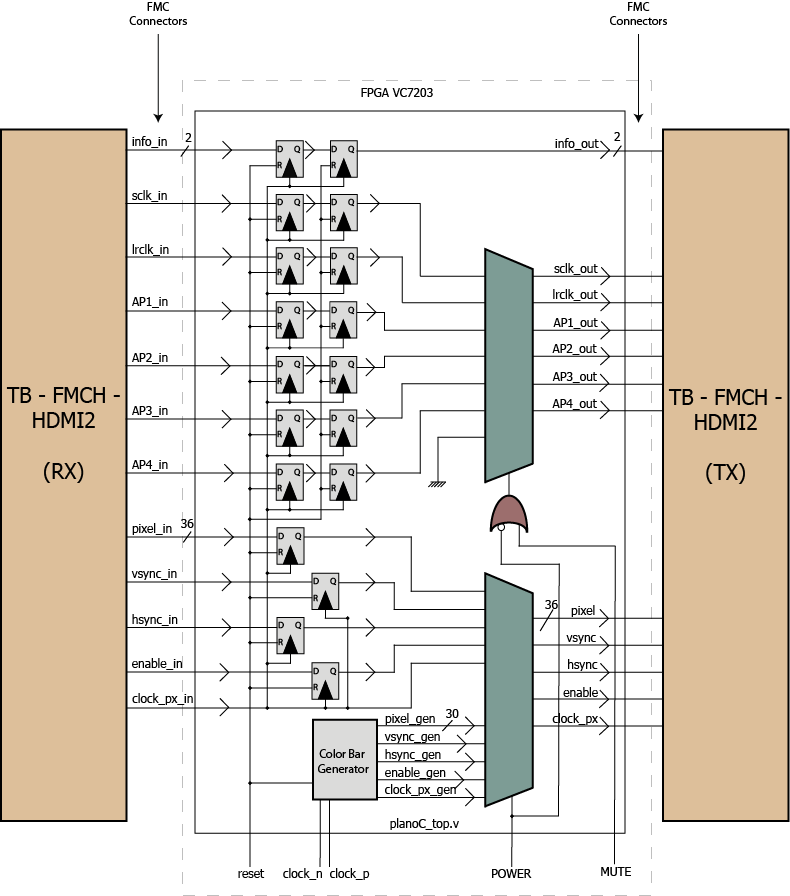 FMC
Connectors
FMC
Connectors
FPGA VC7203
info_in
2
D Q
R
D Q
R
info_out
2
sclk_in
D Q
R
D Q
R
lrclk_in
D Q
R
D Q
R
sclk_out
lrclk_out
AP1_in
D Q
R
D Q
R
AP1_out
AP2_in
D Q
R
D Q
R
AP2_out
AP3_out
TB - FMCH -
HDMI2
(RX)
TB - FMCH -
HDMI2
(TX)
AP3_in
D Q
R
D Q
R
AP4_out
AP4_in
D Q
R
D Q
R
pixel_in
36
D Q
R
vsync_in
D Q
R
hsync_in
D Q
R
enable_in
D Q
R
clock_px_in
36
pixel
vsync
hsync
enable
clock_px
Color Bar
Generator
pixel_gen
30
vsync_gen
hsync_gen
enable_gen
clock_px_gen
planoC_top.v
reset
clock_n
clock_p
POWER
MUTE